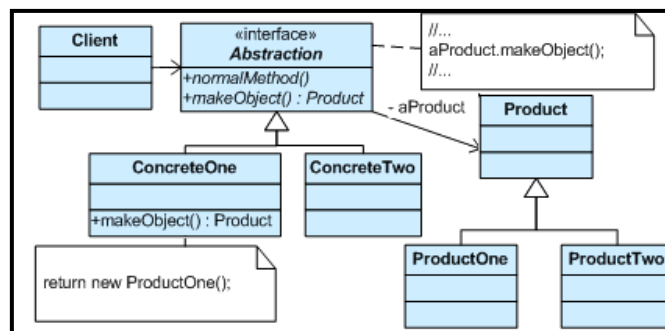 Client
«interface»
Abstraction
+normalMethod()
+makeObject() : Product
//...
aProduct.makeObject();
//...
- aProduct
Product
ConcreteOne
+makeObject() : Product
ConcreteTwo
return new ProductOne();
ProductOne
ProductTwo